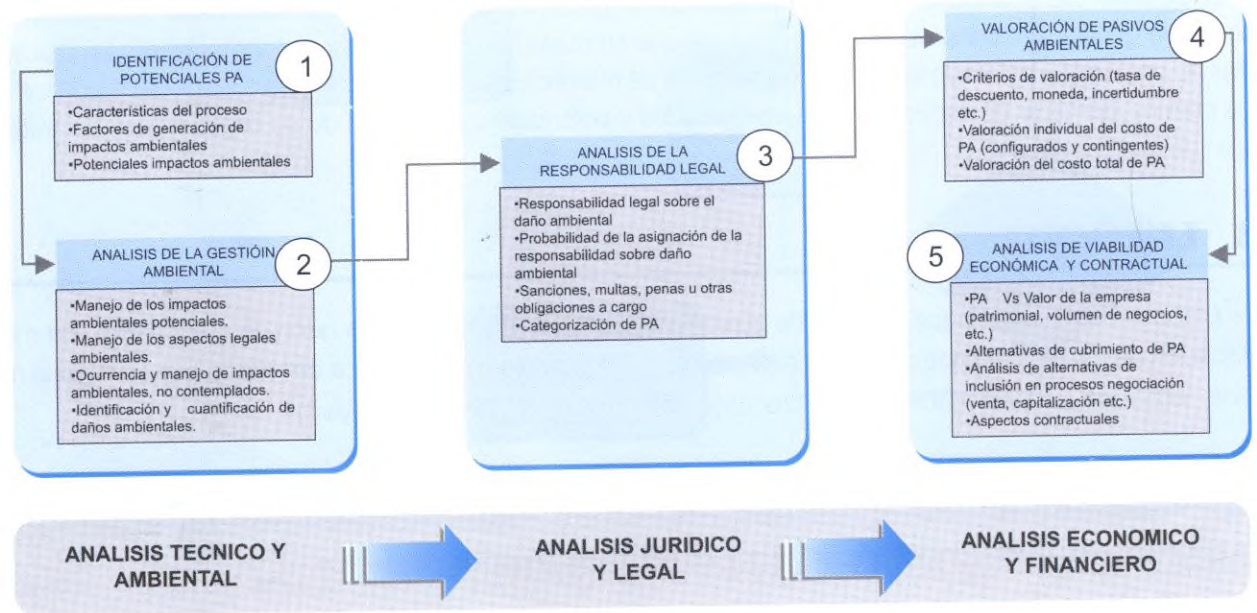 IDENTIFICACIÓN DE
POTENCIALES PA
1
•Características del proceso
•Factores de generación de
impactos ambientales
•Potenciales impactos ambientales
ANALISIS DE LA GESTIÓIN
AMBIENTAL
2
•Manejo de los impactos
ambientales potenciales.
•Manejo de los aspectos legales
ambientales.
•Ocurrencia y manejo de impactos
ambientales, no contemplados.
•Identificación y cuantificación de
daños ambientales.
ANALISIS DE LA
RESPONSABILIDAD LEGAL
3
•Responsabilidad legal sobre el
daño ambiental
•Probabilidad de la asignación de la
responsabilidad sobre daño
ambiental
•Sanciones, multas, penas u otras
obligaciones a cargo
•Categorización de PA
VALORACIÓN DE PASIVOS
AMBIENTALES
4
•Criterios de valoración (tasa de
descuento, moneda, incertidumbre
etc.)
•Valoración individual del costo de
PA (configurados y contingentes)
•Valoración del costo total de PA
5
ANALISIS DE VIABILIDAD
ECONÓMICA Y CONTRACTUAL
•PA Vs Valor de la empresa
(patrimonial, volumen de negocios,
etc.)
•Alternativas de cubrimiento de PA
•Análisis de alternativas de
inclusión en procesos negociación
(venta, capitalización etc.)
•Aspectos contractuales
ANALISIS TECNICO Y
AMBIENTAL
ANALISIS JURIDICO
Y LEGAL
ANALISIS ECONOMICO
Y FINANCIERO